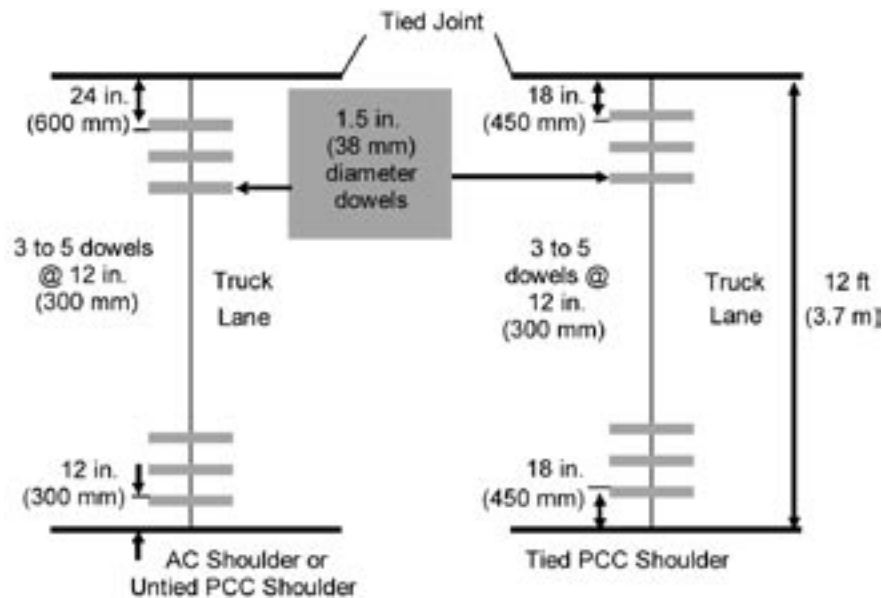 Tied Joint
24 in.
(600 mm)
1.5 in.
(38 mm)
diameter
dowels
18 in.
(450 mm)
3 to 5 dowels
@ 12 in.
(300 mm)
Truck
Lane
3 to 5
dowels @
12 in.
(300 mm)
Truck
Lane
12 ft
(3.7 m)
12 in.
(300 mm)
18 in.
(450 mm)
AC Shoulder or
Untied PCC Shoulder
Tied PCC Shoulder